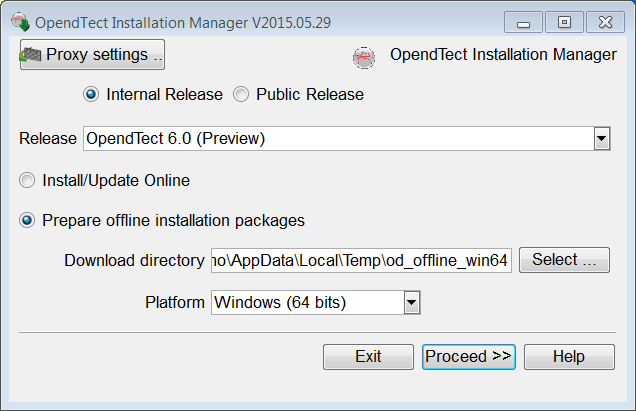 OpendTect Installation Manager V2015.05.29
Proxy settings ..
OpendTect Installation Manager
Internal Release
Public Release
Release
OpendTect 6.0 (Preview)
Install/Update Online
Prepare offline installation packages
Download directory
no\AppData\Local\Temp\od_offline_win64
Select ...
Platform
Windows (64 bits)
Exit
Proceed >>
Help